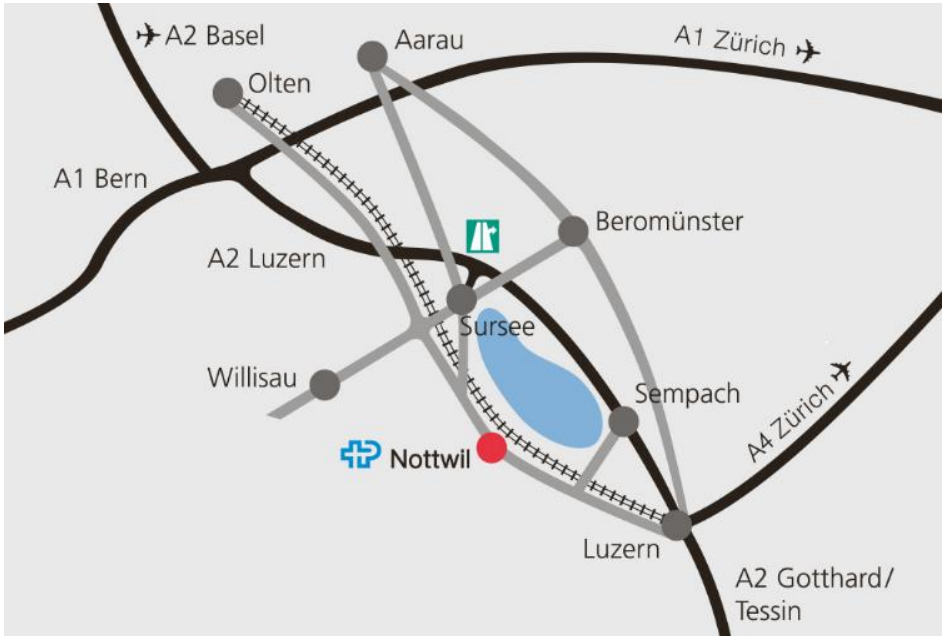 A2 Basel
Aarau
A1 Zürich
Olten
A1 Bern
Beromünster
A2 Luzern
Sursee
Willisau
Sempach
A4 Zürich
Nottwil
Luzern
A2 Gotthard/
Tessin